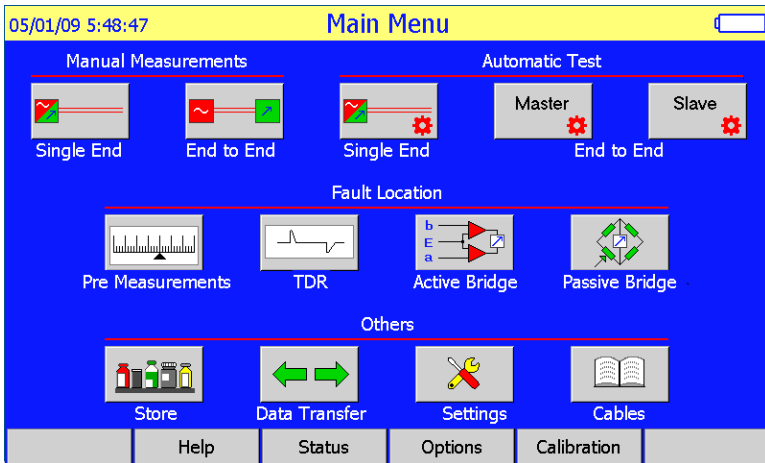 05/01/09 5:48:47 Main Menu
Manual Measurements Automatic Test
Master Slave
Single End End to End Single End End to End
Fault Location
b
E
a
Pre Measurements TDR Active Bridge Passive Bridge
Others
Store Data Transfer Settings Cables
Help Status Options Calibration